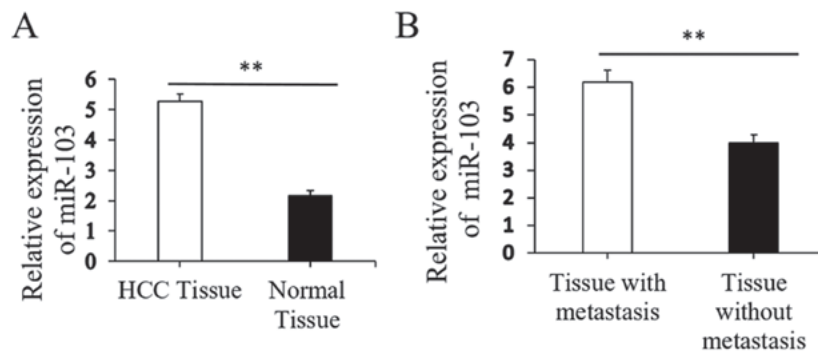 A
Relative expression
of miR-103
6
5
4
3
2
1
0
**
HCC Tissue
Normal
Tissue
B
Relative expression
of miR-103
7
6
5
4
3
2
1
0
**
Tissue with
metastasis
Tissue
without
metastasis